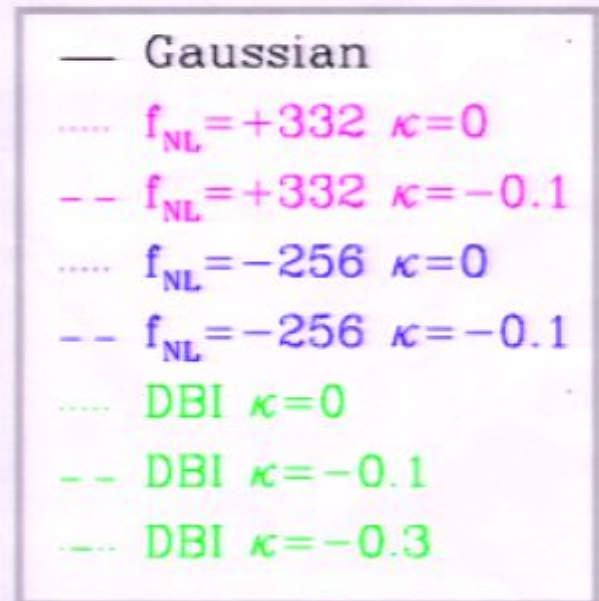 Gaussian
f_NL=+332 κ=0
f_NL=+332 κ=-0.1
f_NL=-256 κ=0
f_NL=-256 κ=-0.1
DBI κ=0
DBI κ=-0.1
DBI κ=-0.3